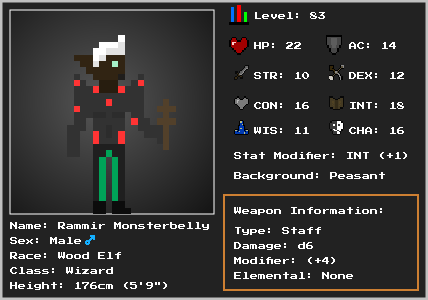 Level: 83
HP: 22 AC: 14
STR: 10 DEX: 12
CON: 16 INT: 18
WIS: 11 CHA: 16
Stat Modifier: INT (+1)
Background: Peasant
Weapon Information:
Type: Staff
Damage: d6
Modifier: (+4)
Elemental: None
Name: Rammir Monsterbelly
Sex: Male♂
Race: Wood Elf
Class: Wizard
Height: 176cm (5'9")